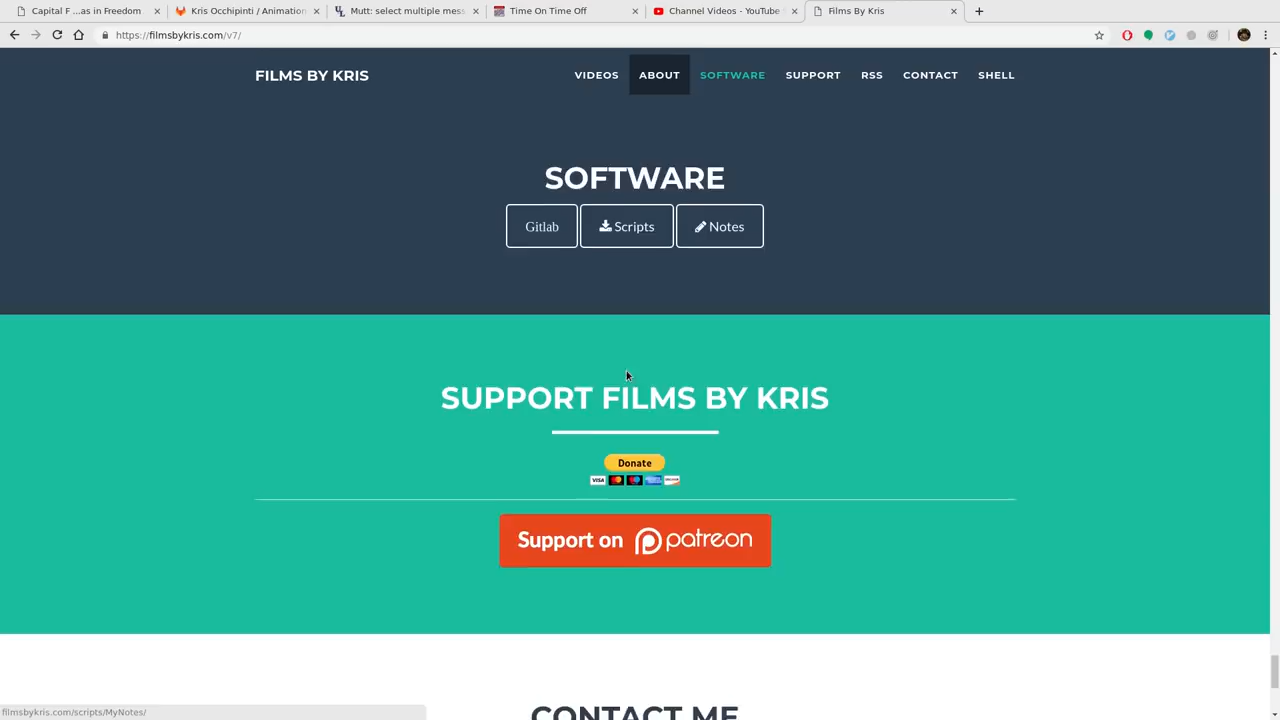 Capital F ...as in Freedom
Kris Occhipinti / Animation
Mutt: select multiple mess
Time On Time Off
Channel Videos - YouTube
Films By Kris
https://filmsbykris.com/v7/
FILMS BY KRIS
VIDEOS
ABOUT
SOFTWARE
SUPPORT
RSS
CONTACT
SHELL
SOFTWARE
Gitlab
Scripts
Notes
SUPPORT FILMS BY KRIS
Donate
VISA
Support on patreon
CONTACT ME
filmsbykris.com/scripts/MyNotes/